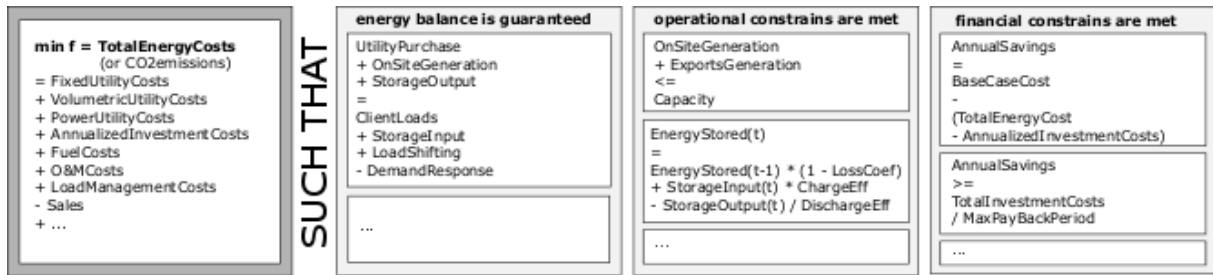 min f = TotalEnergyCosts
(or CO2emissions)
= FixedUtilityCosts
+ VolumetricUtilityCosts
+ PowerUtilityCosts
+ AnnualizedInvestmentCosts
+ FuelCosts
+ O&MCosts
+ LoadManagementCosts
- Sales
+ ...
SUCH THAT
energy balance is guaranteed
UtilityPurchase
+ OnSiteGeneration
+ StorageOutput
=
ClientLoads
+ StorageInput
+ LoadShifting
- DemandResponse
...
operational constrains are met
OnSiteGeneration
+ ExportsGeneration
<=
Capacity
EnergyStored(t)
=
EnergyStored(t-1) * (1 - LossCoef)
+ StorageInput(t) * ChargeEff
- StorageOutput(t) / DischargeEff
...
financial constrains are met
AnnualSavings
=
BaseCaseCost
-
(TotalEnergyCost
- AnnualizedInvestmentCosts)
AnnualSavings
>=
TotalInvestmentCosts
/ MaxPayBackPeriod
...